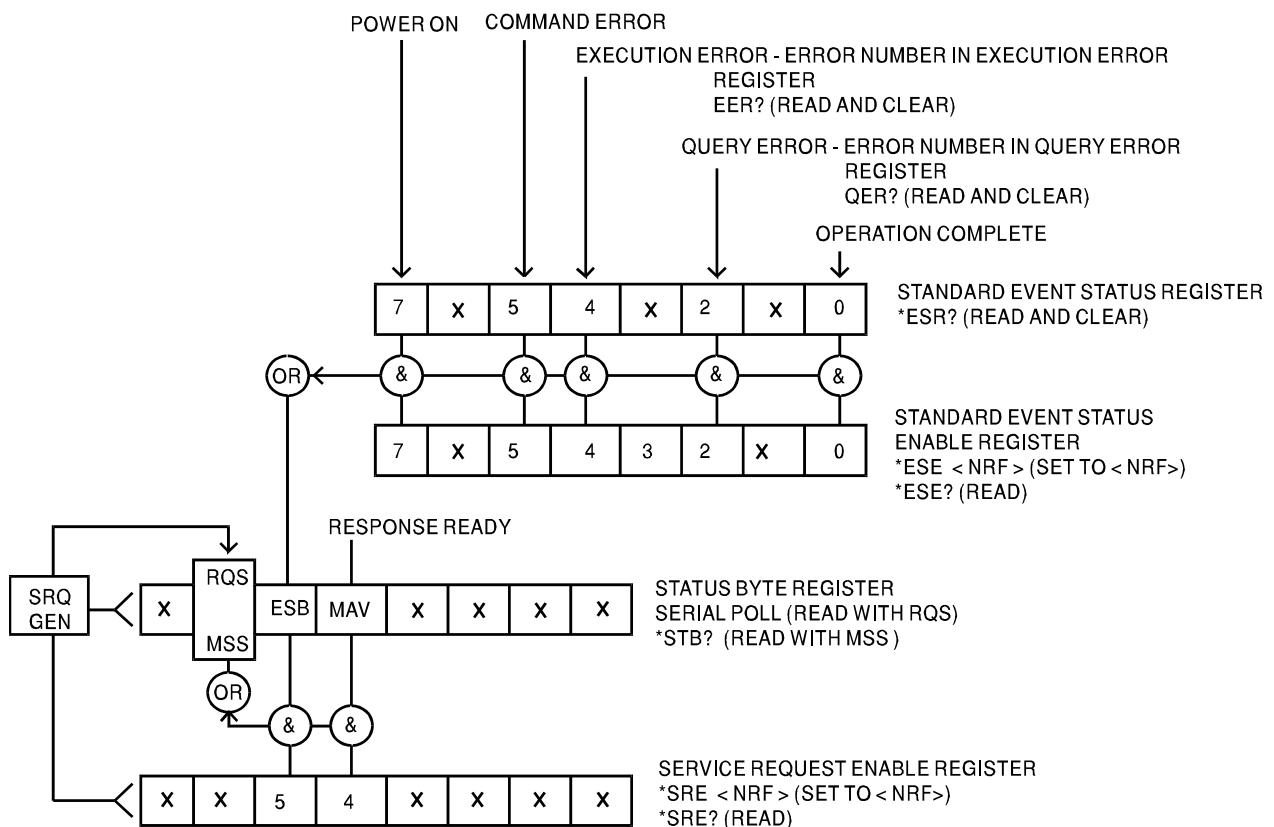 POWER ON
COMMAND ERROR
EXECUTION ERROR - ERROR NUMBER IN EXECUTION ERROR
REGISTER
EER? (READ AND CLEAR)
QUERY ERROR - ERROR NUMBER IN QUERY ERROR
REGISTER
QER? (READ AND CLEAR)
OPERATION COMPLETE
7 X 5 4 X 2 X 0
STANDARD EVENT STATUS REGISTER
*ESR? (READ AND CLEAR)
OR & & & & &
7 X 5 4 3 2 X 0
STANDARD EVENT STATUS
ENABLE REGISTER
*ESE < NRF > (SET TO < NRF>)
*ESE? (READ)
RESPONSE READY
SRQ
GEN
X RQS MSS ESB MAV X X X X
STATUS BYTE REGISTER
SERIAL POLL (READ WITH RQS)
*STB? (READ WITH MSS )
OR
& &
X X 5 4 X X X X
SERVICE REQUEST ENABLE REGISTER
*SRE < NRF > (SET TO < NRF>)
*SRE? (READ)